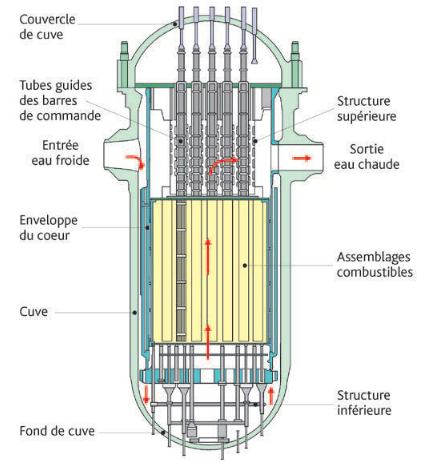 Couvercle
de cuve
Tubes guides
des barres
de commande
Structure
supérieure
Entrée
eau froide
Sortie
eau chaude
Enveloppe
du coeur
Assemblages
combustibles
Cuve
Structure
inférieure
Fond de cuve